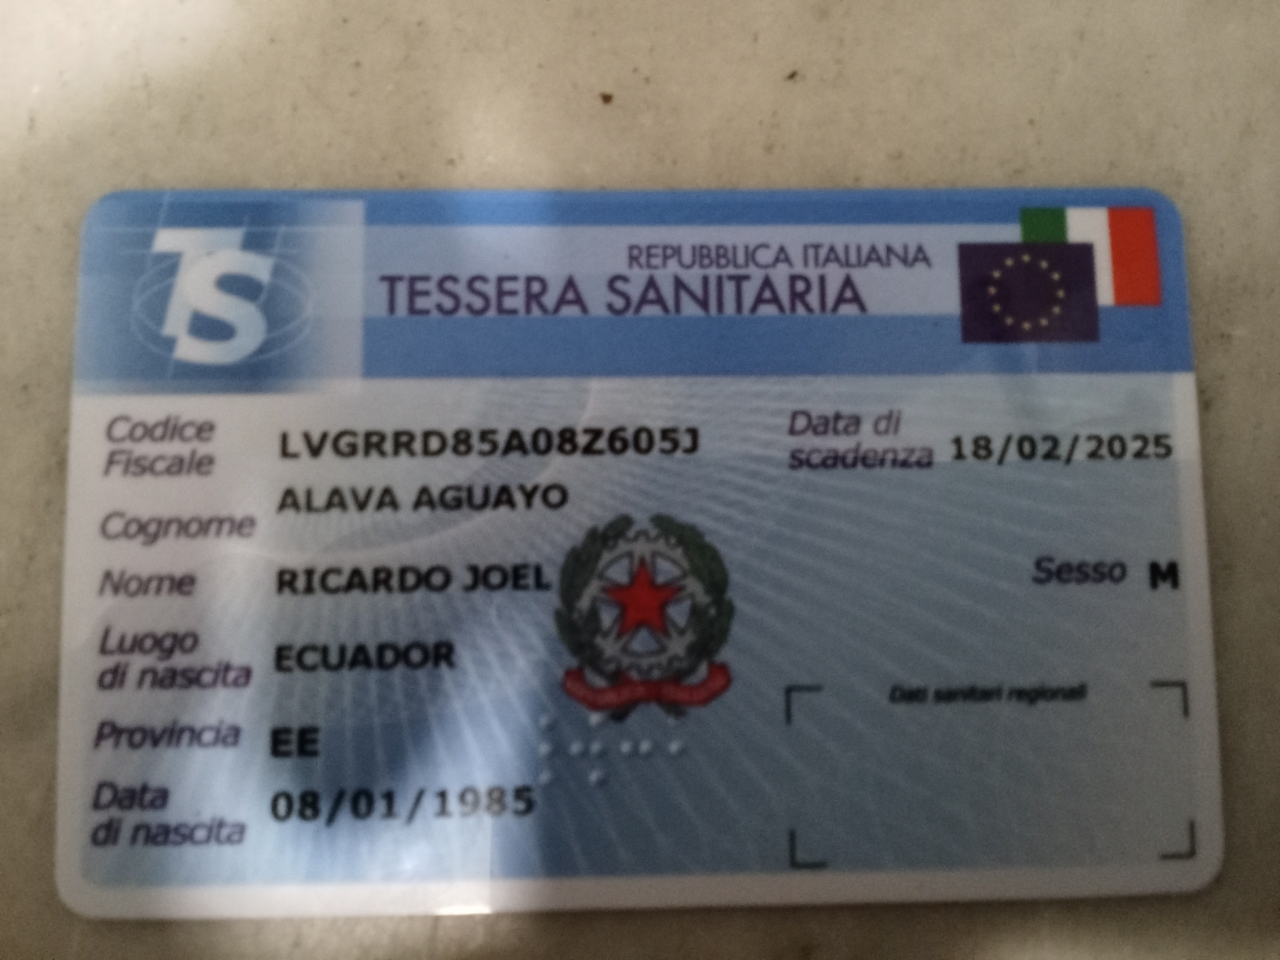 TS
REPUBBLICA ITALIANA
TESSERA SANITARIA
Codice
Fiscale
LVGRRD85A08Z605J
Data di
scadenza
18/02/2025
Cognome
ALAVA AGUAYO
Nome
RICARDO JOEL
Sesso M
Luogo
di nascita
ECUADOR
Dati sanitari regionali
Provincia
EE
Data
di nascita
08/01/1985